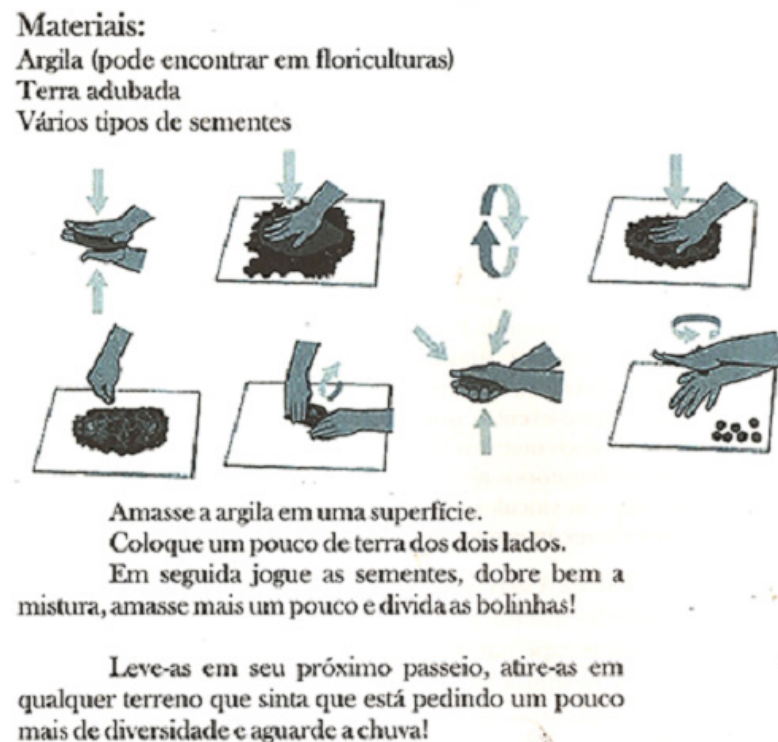 Materiais:
Argila (pode encontrar em floriculturas)
Terra adubada
Vários tipos de sementes
Amasse a argila em uma superfície.
Coloque um pouco de terra dos dois lados.
Em seguida jogue as sementes, dobre bem a
mistura, amasse mais um pouco e divida as bolinhas!
Leve-as em seu próximo passeio, atire-as em
qualquer terreno que sinta que está pedindo um pouco
mais de diversidade e aguarde a chuva!